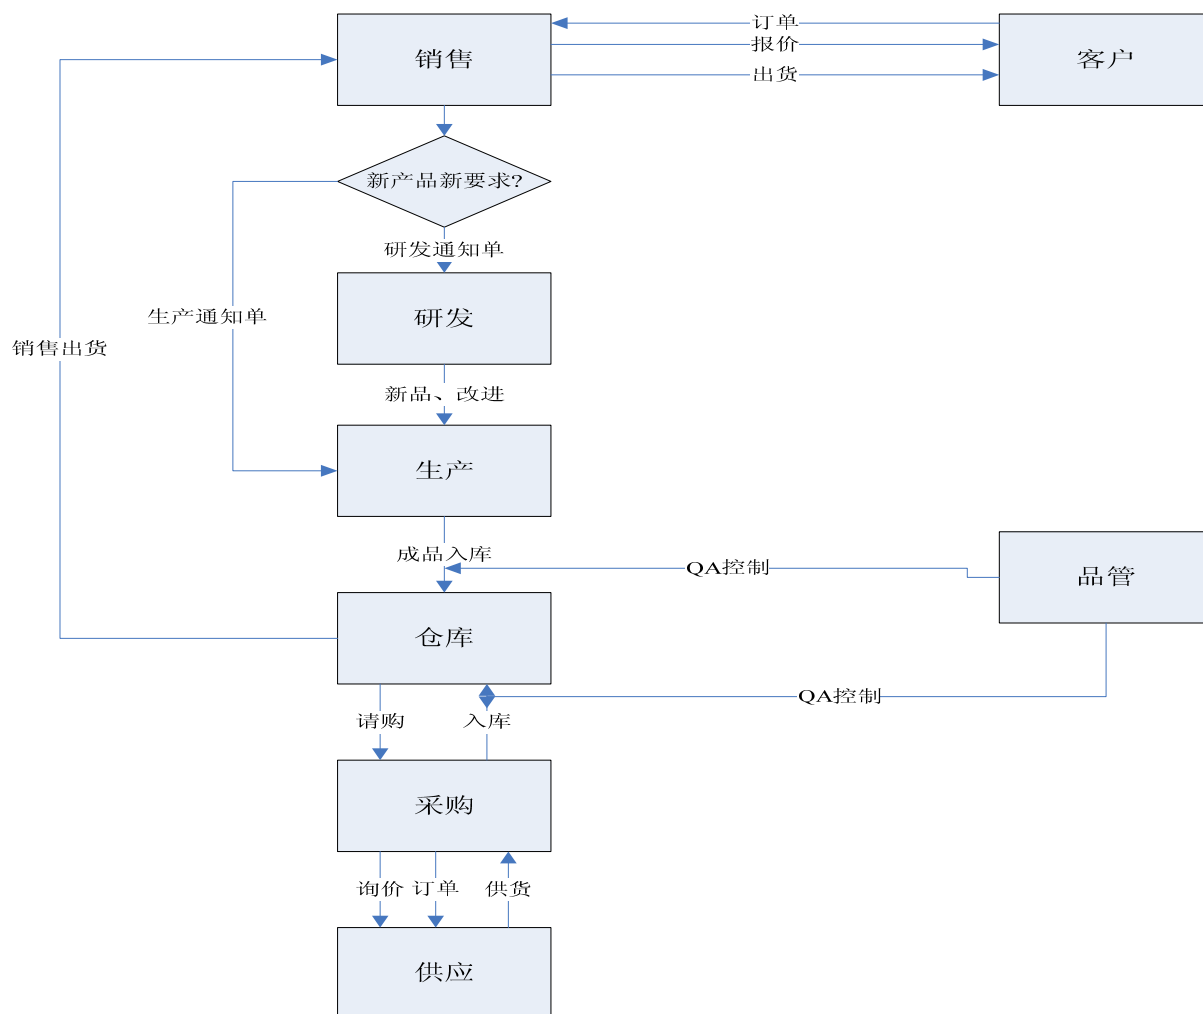 订单
销售
报价
客户
出货
新产品新要求?
研发通知单
生产通知单
研发
销售出货
新品、改进
生产
成品入库
QA控制
品管
仓库
QA控制
请购
入库
采购
询价
订单
供货
供应